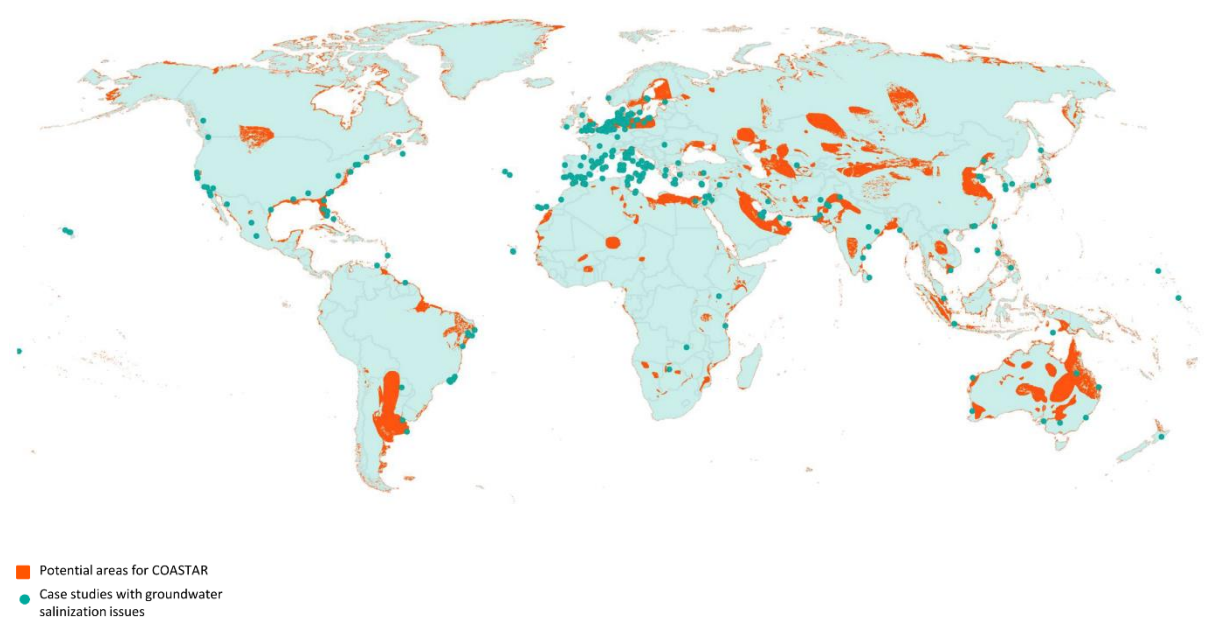 Potential areas for COASTAR
Case studies with groundwater
salinization issues